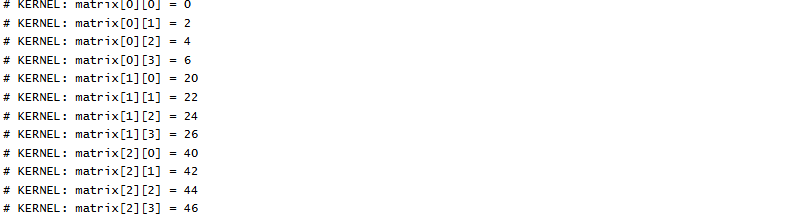 # KERNEL: matrix[0][0] = 0
# KERNEL: matrix[0][1] = 2
# KERNEL: matrix[0][2] = 4
# KERNEL: matrix[0][3] = 6
# KERNEL: matrix[1][0] = 20
# KERNEL: matrix[1][1] = 22
# KERNEL: matrix[1][2] = 24
# KERNEL: matrix[1][3] = 26
# KERNEL: matrix[2][0] = 40
# KERNEL: matrix[2][1] = 42
# KERNEL: matrix[2][2] = 44
# KERNEL: matrix[2][3] = 46